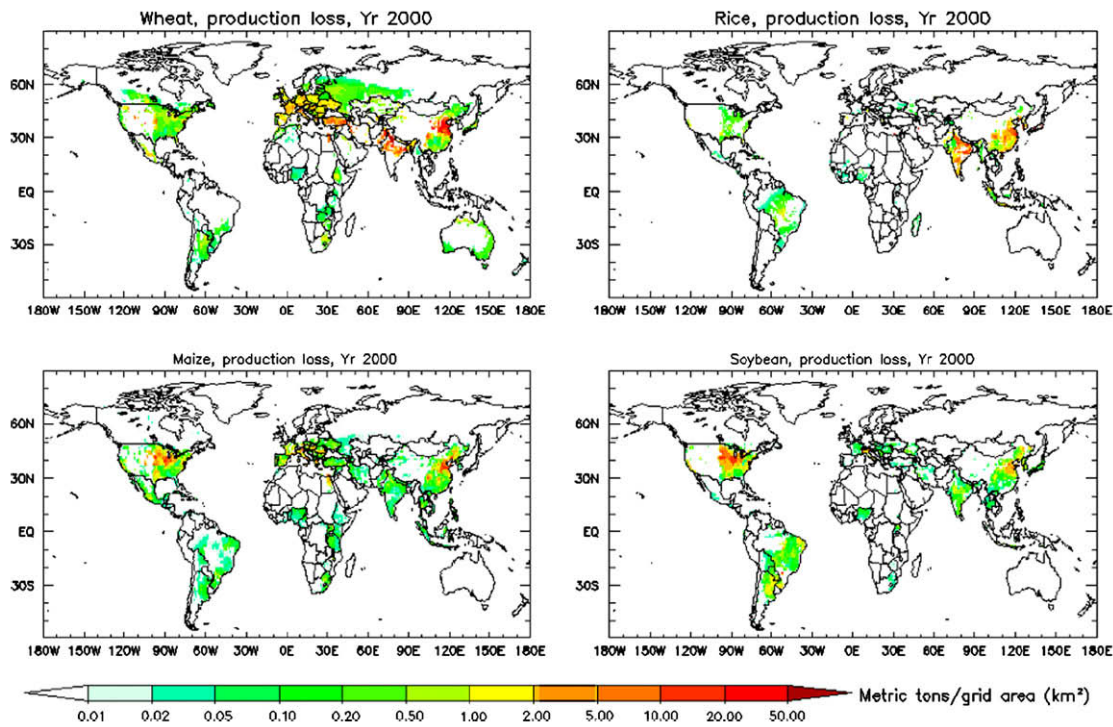 Wheat, production loss, Yr 2000
Rice, production loss, Yr 2000
60N
30N
EQ
30S
180W 150W 120W 90W 60W 30W 0E 30E 60E 90E 120E 150E 180E
60N
30N
EQ
30S
180W 150W 120W 90W 60W 30W 0E 30E 60E 90E 120E 150E 180E
Maize, production loss, Yr 2000
Soybean, production loss, Yr 2000
60N
30N
EQ
30S
180W 150W 120W 90W 60W 30W 0E 30E 60E 90E 120E 150E 180E
60N
30N
EQ
30S
180W 150W 120W 90W 60W 30W 0E 30E 60E 90E 120E 150E 180E
0.01 0.02 0.05 0.10 0.20 0.50 1.00 2.00 5.00 10.00 20.00 50.00 Metric tons/grid area (km²)